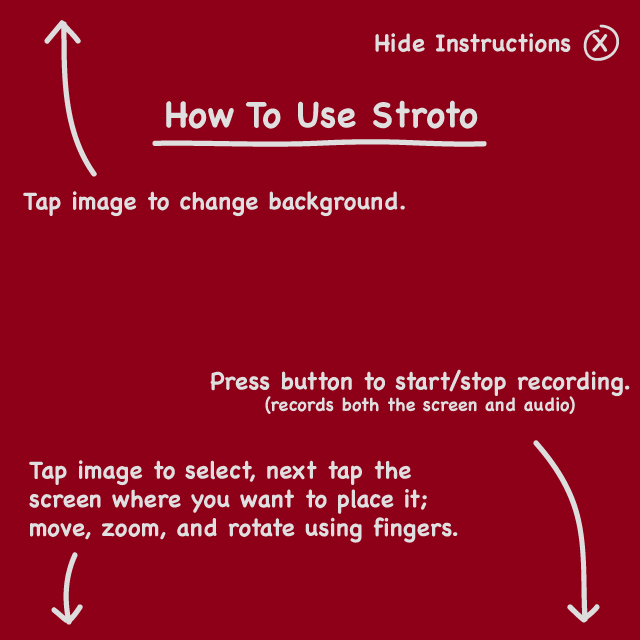 Hide Instructions X
How To Use Stroto
Tap image to change background.
Press button to start/stop recording.
(records both the screen and audio)
Tap image to select, next tap the
screen where you want to place it;
move, zoom, and rotate using fingers.